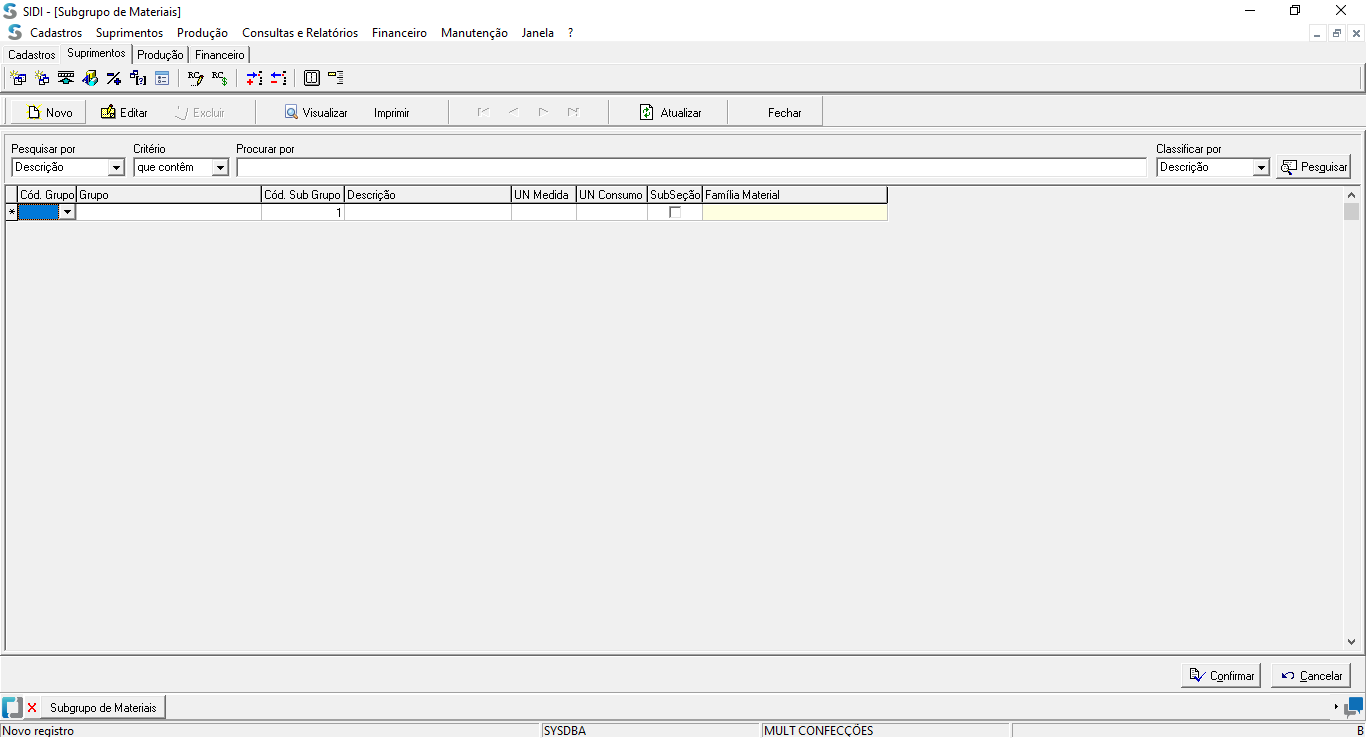 SIDI - [Subgrupo de Materiais]
Cadastros Suprimentos Produção Consultas e Relatórios Financeiro Manutenção Janela ?
Cadastros Suprimentos Produção Financeiro
Novo Editar Excluir Visualizar Imprimir Atualizar Fechar
Pesquisar por Critério Procurar por Classificar por
Descrição que contêm Descrição Pesquisar
Cód. Grupo Grupo Cód. Sub Grupo Descrição UN Medida UN Consumo SubSeção Família Material
* 1
Confirmar Cancelar
Subgrupo de Materiais
Novo registro SYSDBA MULT CONFECÇÕES B